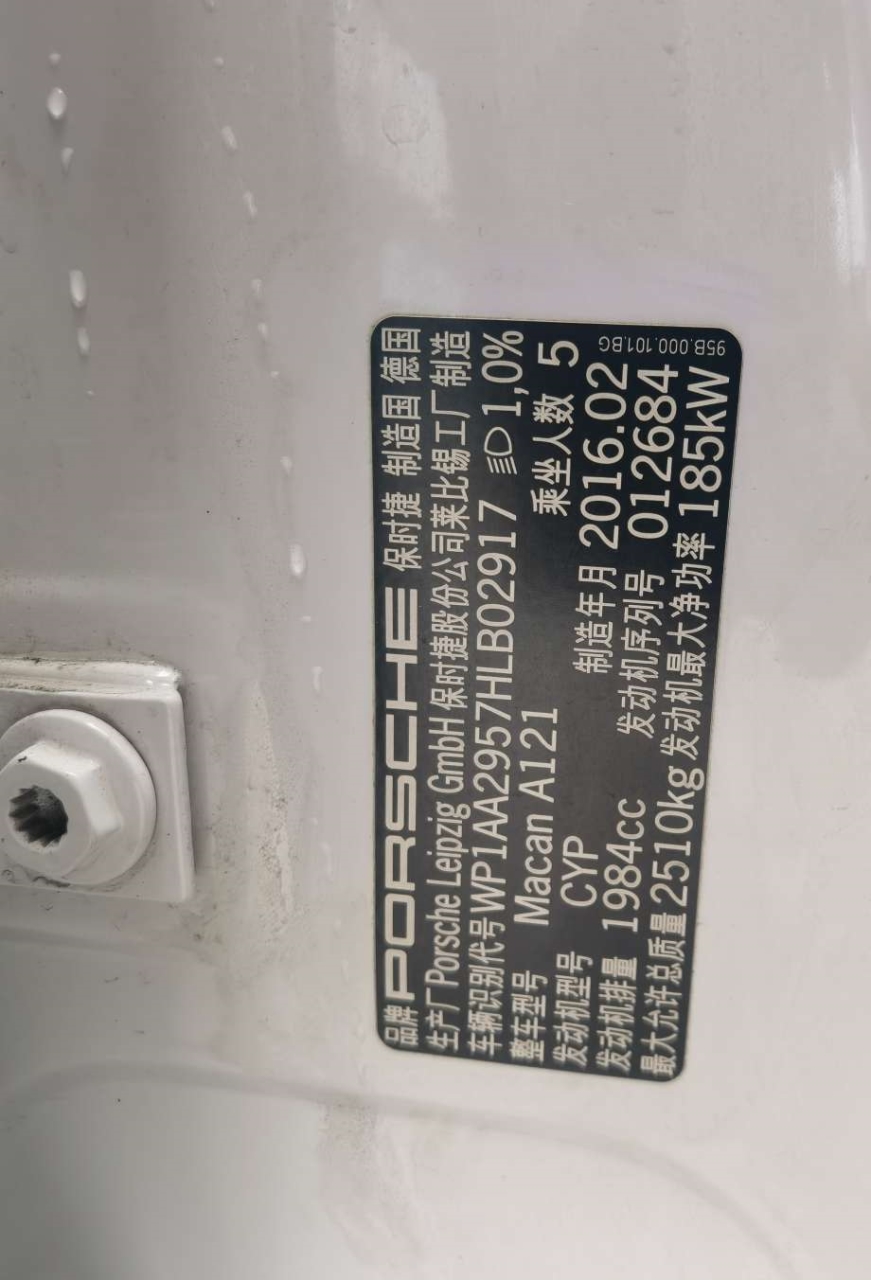 品牌 PORSCHE 保时捷 制造国 德国
生产厂 Porsche Leipzig GmbH 保时捷股份公司莱比锡工厂 制造
车辆识别代号 WP1AA2957HLB02917 1,0%
整车型号 Macan A121 乘坐人数 5
发动机型号 CYP 制造年月 2016.02
发动机排量 1984cc 发动机序列号 012684
最大允许总质量 2510kg 发动机最大净功率 185kW
95B.000.101.BG